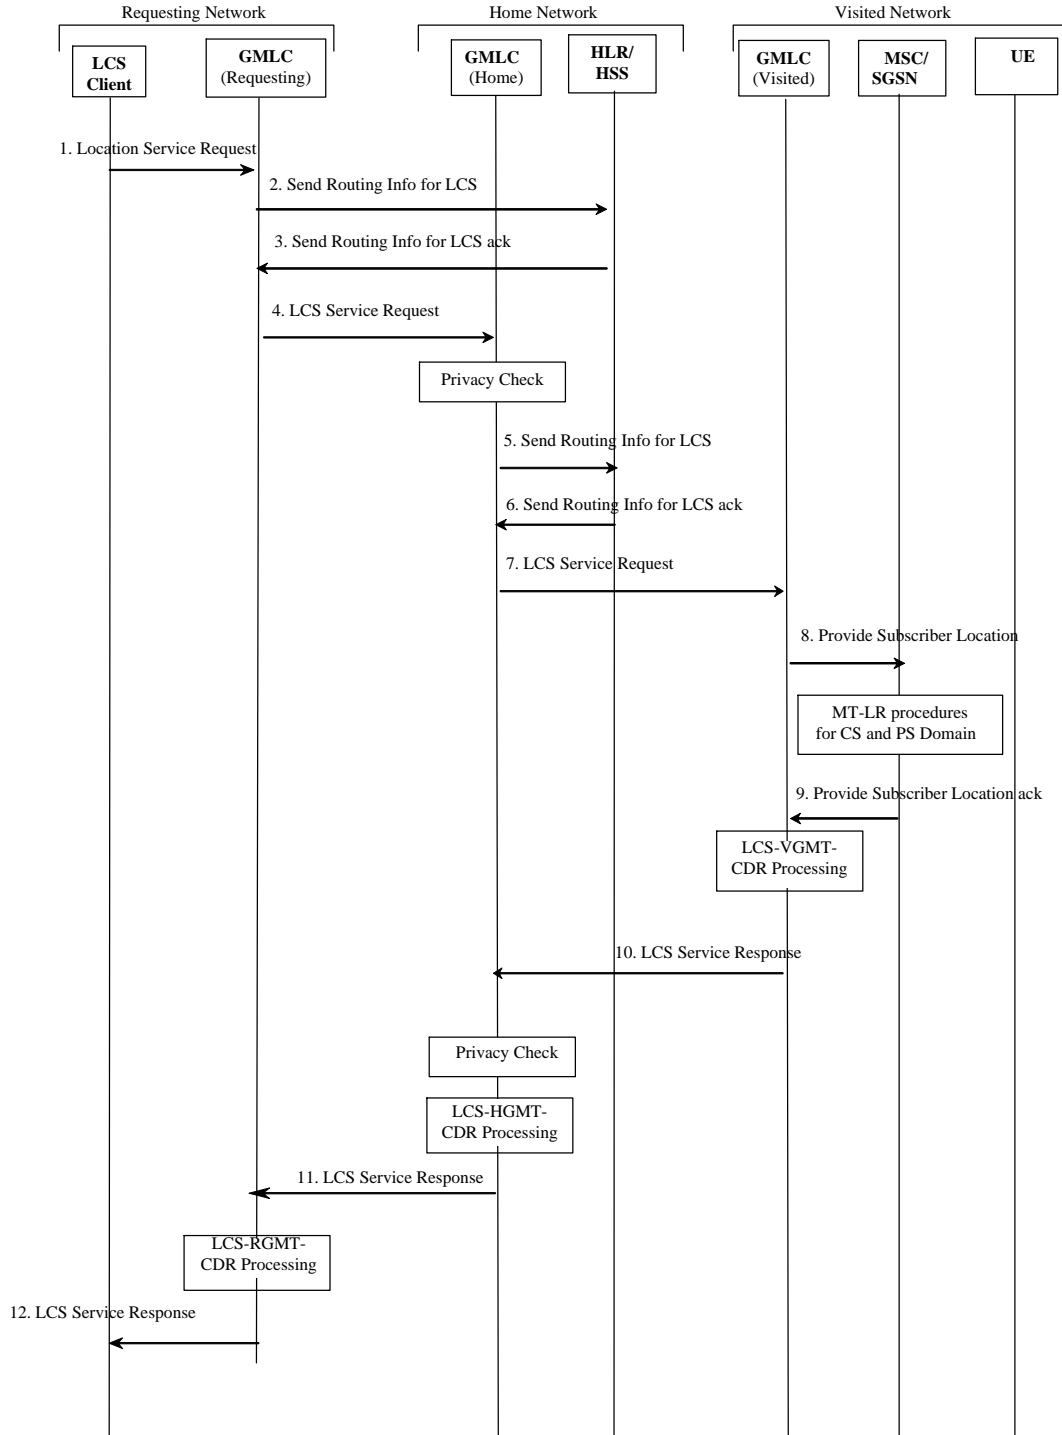 Requesting Network
Home Network
Visited Network
LCS
Client
GMLC
(Requesting)
GMLC
(Home)
HLR/
HSS
GMLC
(Visited)
MSC/
SGSN
UE
1. Location Service Request
2. Send Routing Info for LCS
3. Send Routing Info for LCS ack
4. LCS Service Request
Privacy Check
5. Send Routing Info for LCS
6. Send Routing Info for LCS ack
7. LCS Service Request
8. Provide Subscriber Location
MT-LR procedures
for CS and PS Domain
9. Provide Subscriber Location ack
LCS-VGMT-
CDR Processing
10. LCS Service Response
Privacy Check
LCS-HGMT-
CDR Processing
11. LCS Service Response
LCS-RGMT-
CDR Processing
12. LCS Service Response